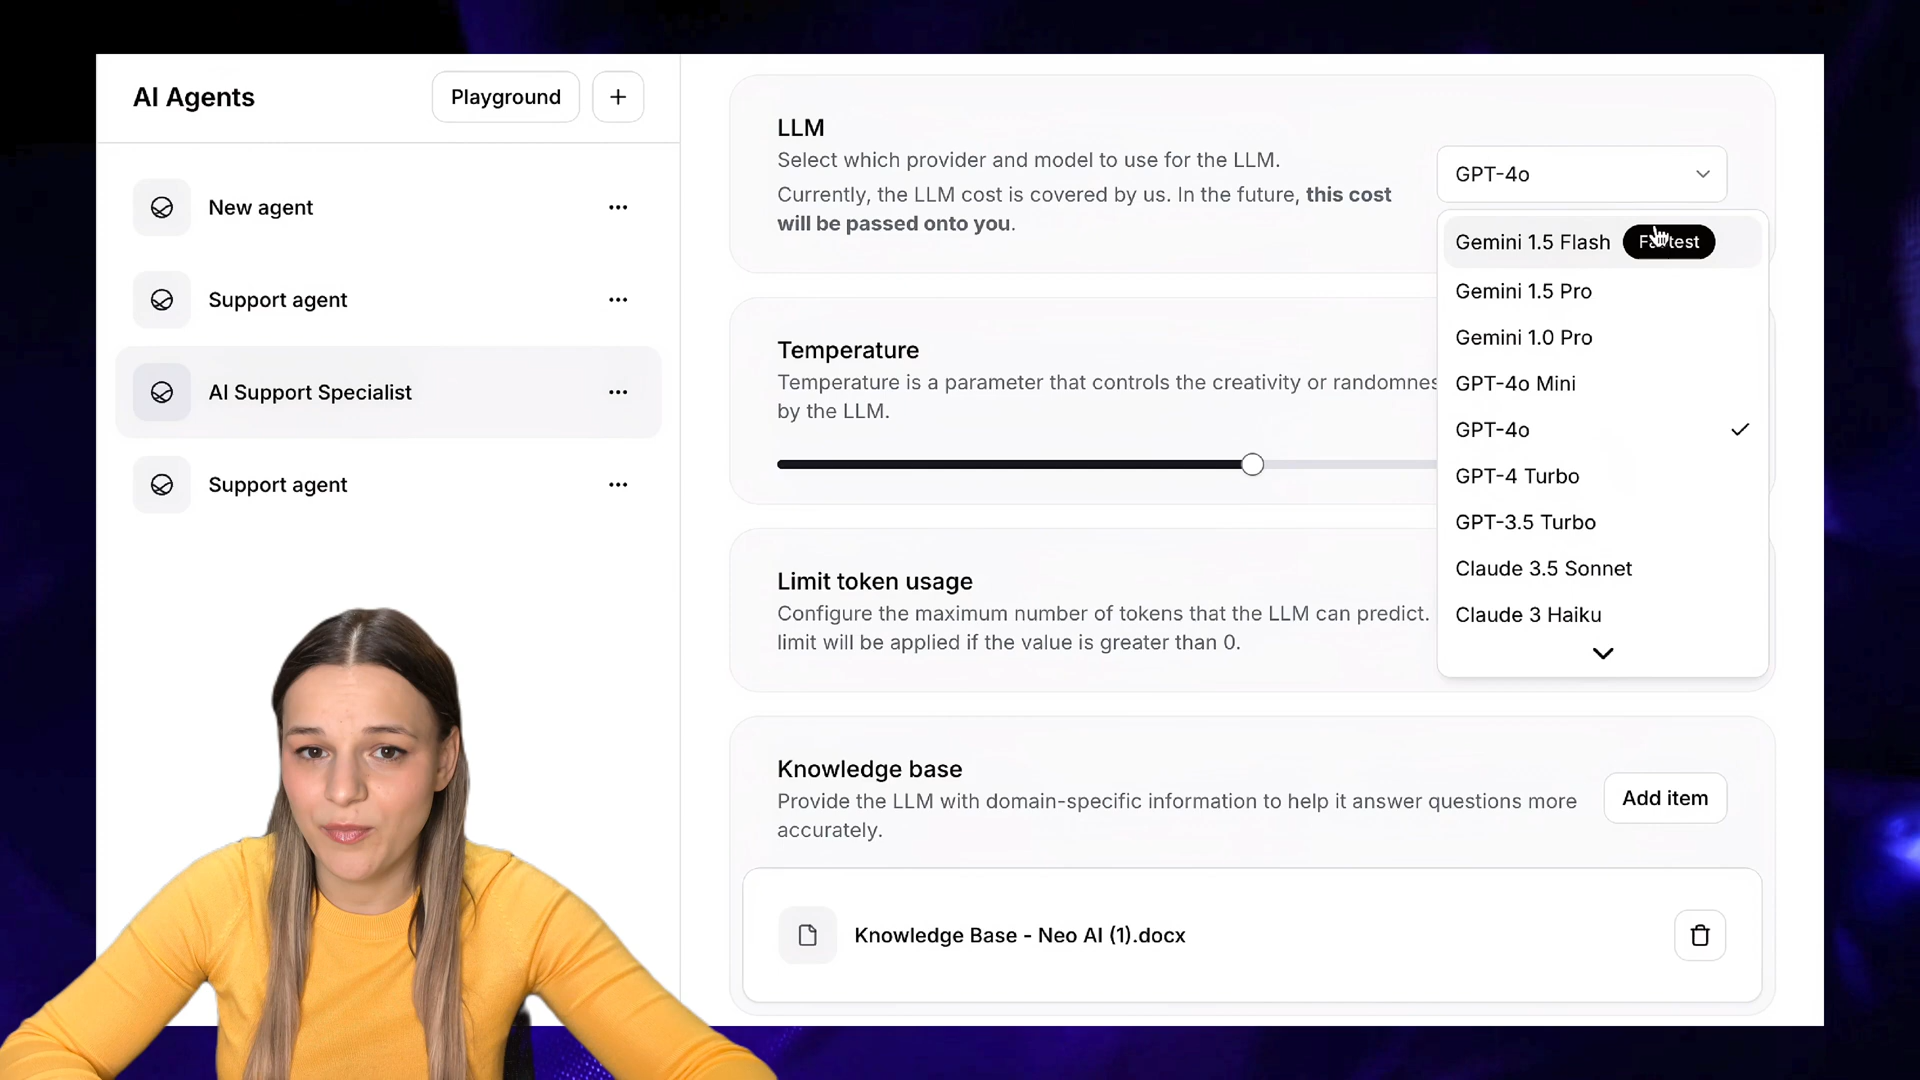 AI Agents
Playground
+
New agent
Support agent
AI Support Specialist
Support agent
LLM
Select which provider and model to use for the LLM.
Currently, the LLM cost is covered by us. In the future, this cost
will be passed onto you.
GPT-4o
Gemini 1.5 Flash
Gemini 1.5 Pro
Gemini 1.0 Pro
GPT-4o Mini
GPT-4o
GPT-4 Turbo
GPT-3.5 Turbo
Claude 3.5 Sonnet
Claude 3 Haiku
Temperature
Temperature is a parameter that controls the creativity or
by the LLM.
Limit token usage
Configure the maximum number of tokens that the LLM can predict.
limit will be applied if the value is greater than 0.
Knowledge base
Provide the LLM with domain-specific information to help it answer questions more
accurately.
Add item
Knowledge Base - Neo AI (1).docx